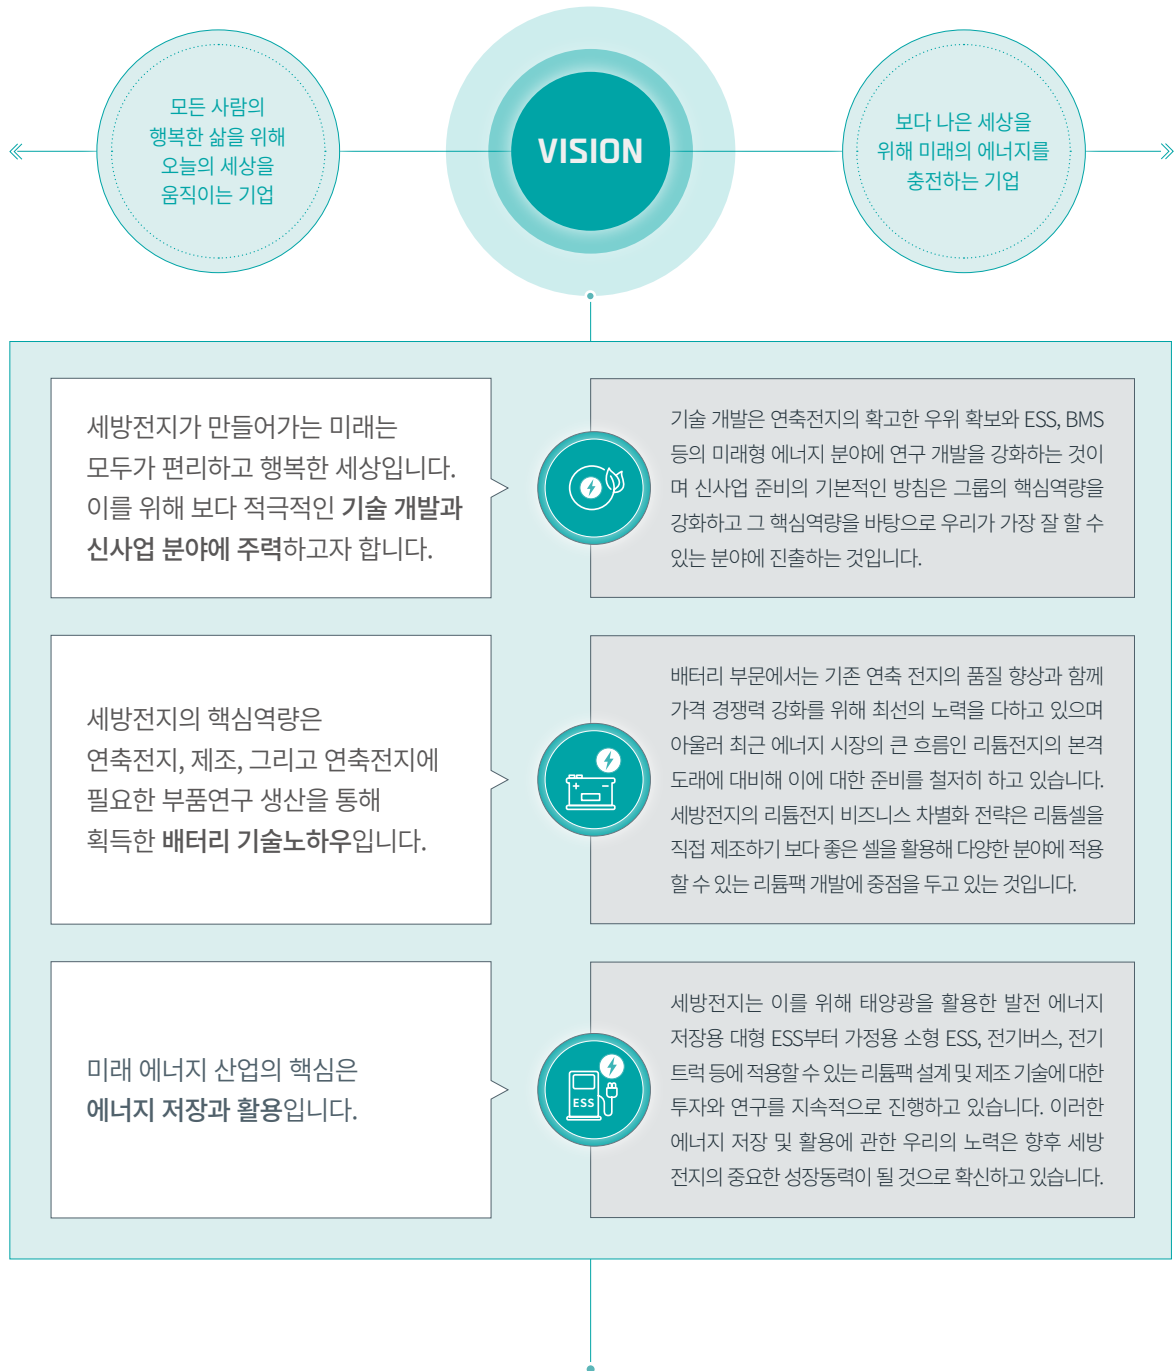 모든 사람의
행복한 삶을 위해
오늘의 세상을
움직이는 기업
VISION
보다 나은 세상을
위해 미래의 에너지를
충전하는 기업
세방전지가 만들어가는 미래는
모두가 편리하고 행복한 세상입니다.
이를 위해 보다 적극적인 기술 개발과
신사업 분야에 주력하고자 합니다.
기술 개발은 연축전지의 확고한 우위 확보와 ESS, BMS
등의 미래형 에너지 분야에 연구 개발을 강화하는 것이
며 신사업 준비의 기본적인 방침은 그룹의 핵심역량을
강화하고 그 핵심역량을 바탕으로 우리가 가장 잘 할 수
있는 분야에 진출하는 것입니다.
세방전지의 핵심역량은
연축전지, 제조, 그리고 연축전지에
필요한 부품연구 생산을 통해
획득한 배터리 기술노하우입니다.
배터리 부문에서는 기존 연축 전지의 품질 향상과 함께
가격 경쟁력 강화를 위해 최선의 노력을 다하고 있으며
아울러 최근 에너지 시장의 큰 흐름인 리튬전지의 본격
도래에 대비해 이에 대한 준비를 철저히 하고 있습니다.
세방전지의 리튬전지 비즈니스 차별화 전략은 리튬셀을
직접 제조하기 보다 좋은 셀을 활용해 다양한 분야에 적용
할 수 있는 리튬팩 개발에 중점을 두고 있는 것입니다.
미래 에너지 산업의 핵심은
에너지 저장과 활용입니다.
ESS
세방전지는 이를 위해 태양광을 활용한 발전 에너지
저장용 대형 ESS부터 가정용 소형 ESS, 전기버스, 전기
트럭 등에 적용할 수 있는 리튬팩 설계 및 제조 기술에 대한
투자와 연구를 지속적으로 진행하고 있습니다. 이러한
에너지 저장 및 활용에 관한 우리의 노력은 향후 세방
전지의 중요한 성장동력이 될 것으로 확신하고 있습니다.